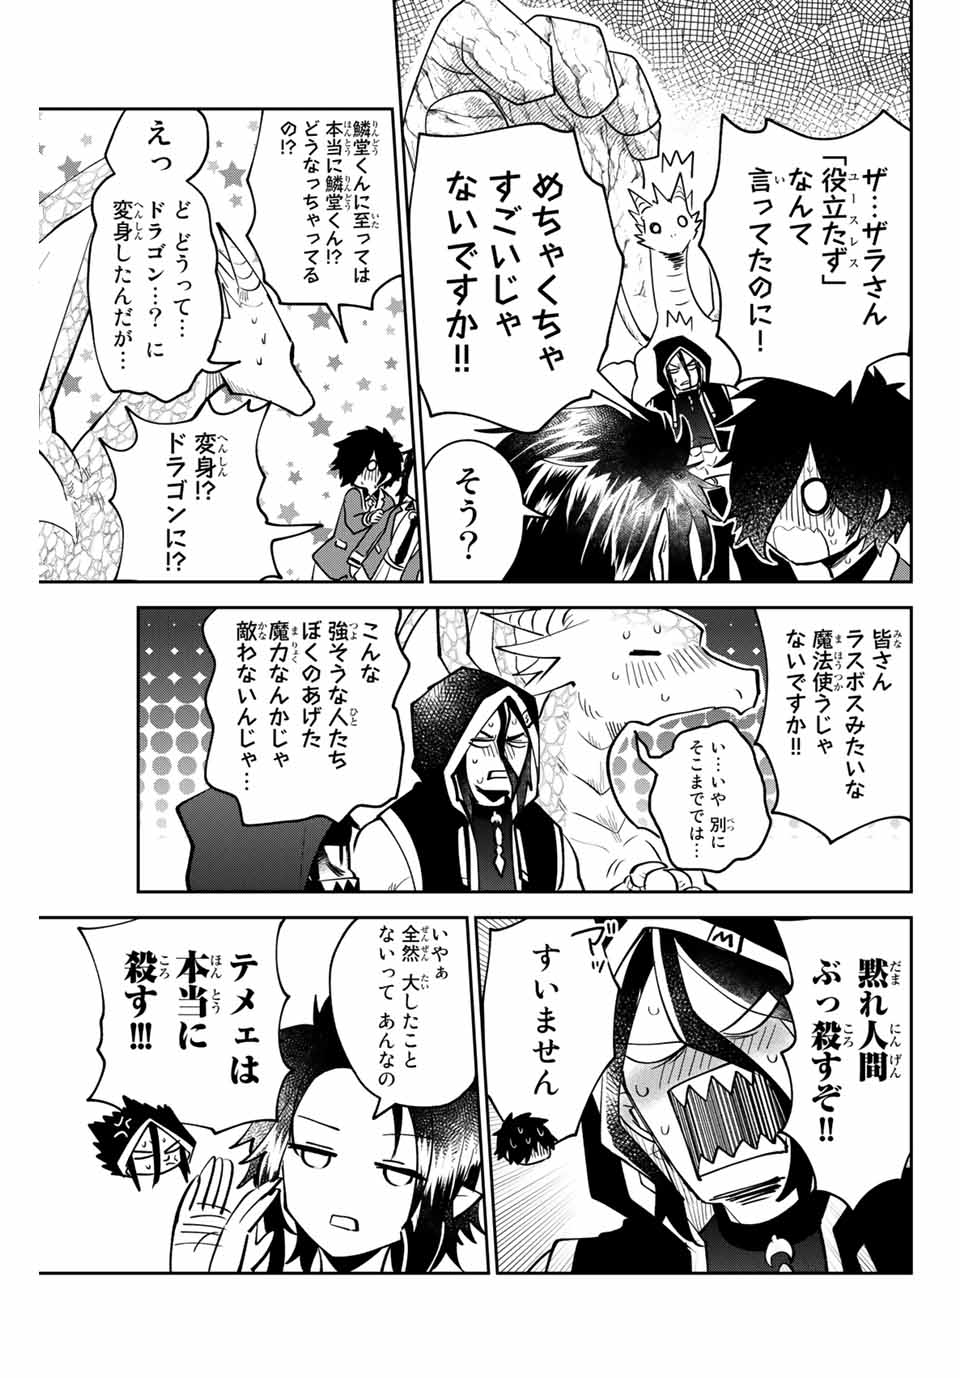 ザ…ザラさん
「役立たず」
ユースレス
なんて
言ってたのに！
めちゃくちゃ
すごいじゃ
ないですか!!
そう？
鱗堂くんに至っては
本当に鱗堂くん!?
どうなっちゃってる
の!?
えっ
ど どうって…
ドラゴン…？ に
変身したんだが…
変身!?
ドラゴンに!?
皆さん
ラスボスみたいな
魔法使うじゃ
ないですか!!
い…いや 別に
そこまででは…
こんな
強そうな人たち
ぼくのあげた
魔力なんかじゃ
敵わないんじゃ…
黙れ人間
ぶっ殺すぞ!!
すいません
いやぁ
全然 大したこと
ないって あんなの
テメェは
本当に
殺す!!!